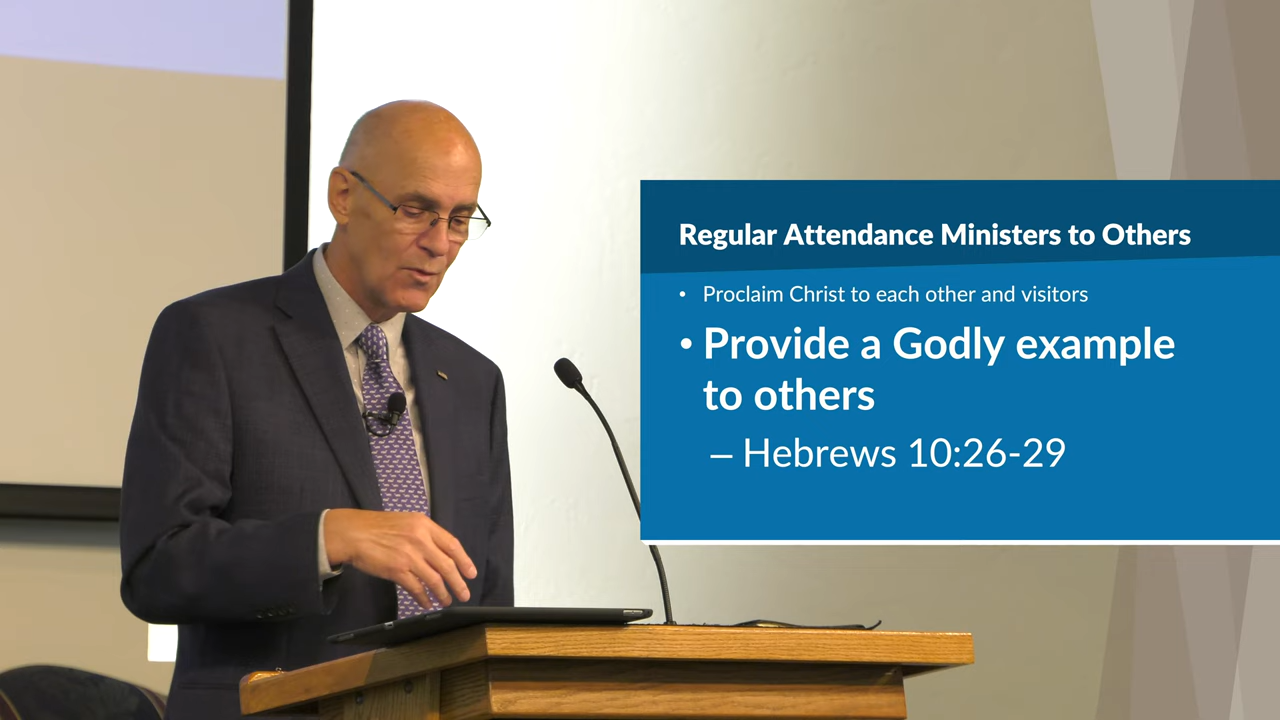 Regular Attendance Ministers to Others
• Proclaim Christ to each other and visitors
• Provide a Godly example
to others
– Hebrews 10:26-29